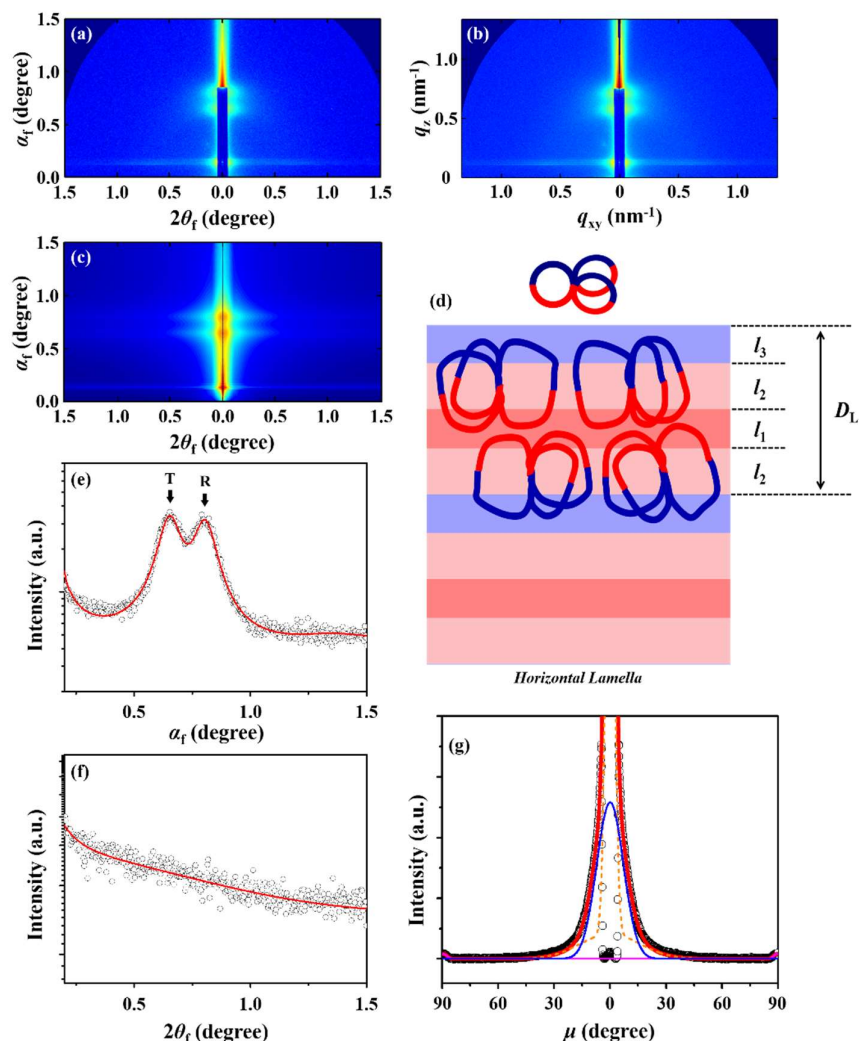 (a)
1.5
1.0
0.5
0.0
αf (degree)
1.5 1.0 0.5 0.0 0.5 1.0 1.5
2θf (degree)
(b)
1.0
0.5
0
qz (nm-1)
1.0 0.5 0 0.5 1.0
qxy (nm-1)
(c)
1.5
1.0
0.5
0.0
αf (degree)
1.5 1.0 0.5 0.0 0.5 1.0 1.5
2θf (degree)
(d)
l3
l2
l1
l2
DL
Horizontal Lamella
(e)
T R
Intensity (a.u.)
0.5 1.0 1.5
αf (degree)
(f)
Intensity (a.u.)
0.5 1.0 1.5
2θf (degree)
(g)
Intensity (a.u.)
90 60 30 0 30 60 90
μ (degree)